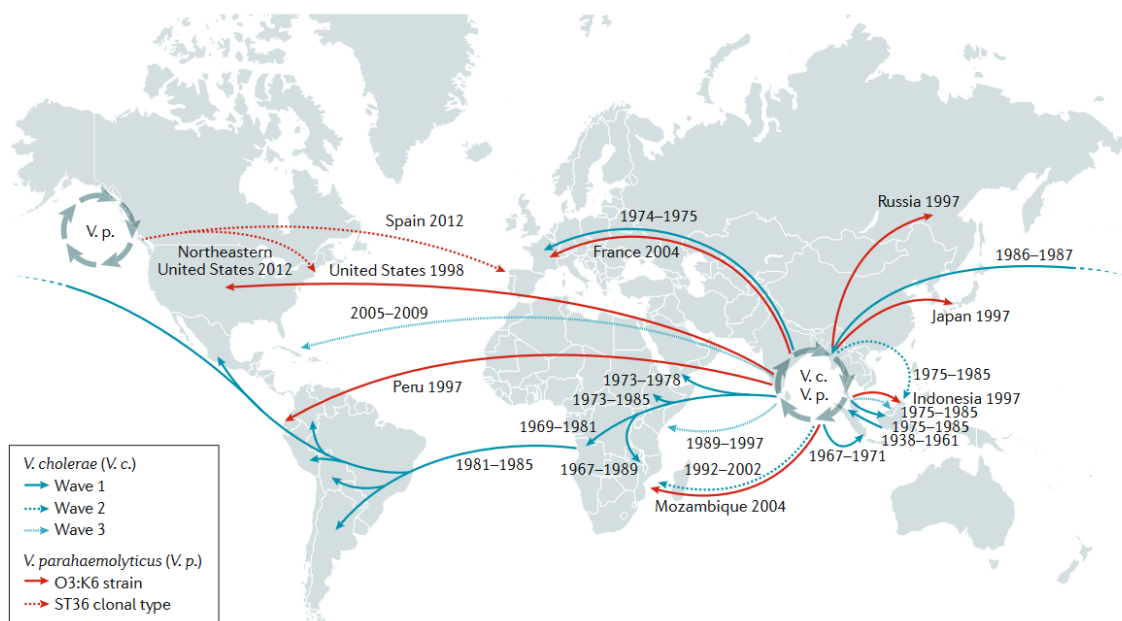 V. p.
Spain 2012
Northeastern
United States 2012
United States 1998
2005–2009
Peru 1997
1974–1975
France 2004
Russia 1997
1986–1987
Japan 1997
V. c.
V. p.
1975–1985
Indonesia 1997
1975–1985
1975–1985
1938–1961
1967–1971
1973–1978
1973–1985
1969–1981
1981–1985
1967–1989
1989–1997
1992–2002
Mozambique 2004
V. cholerae (V. c.)
Wave 1
Wave 2
Wave 3
V. parahaemolyticus (V. p.)
O3:K6 strain
ST36 clonal type